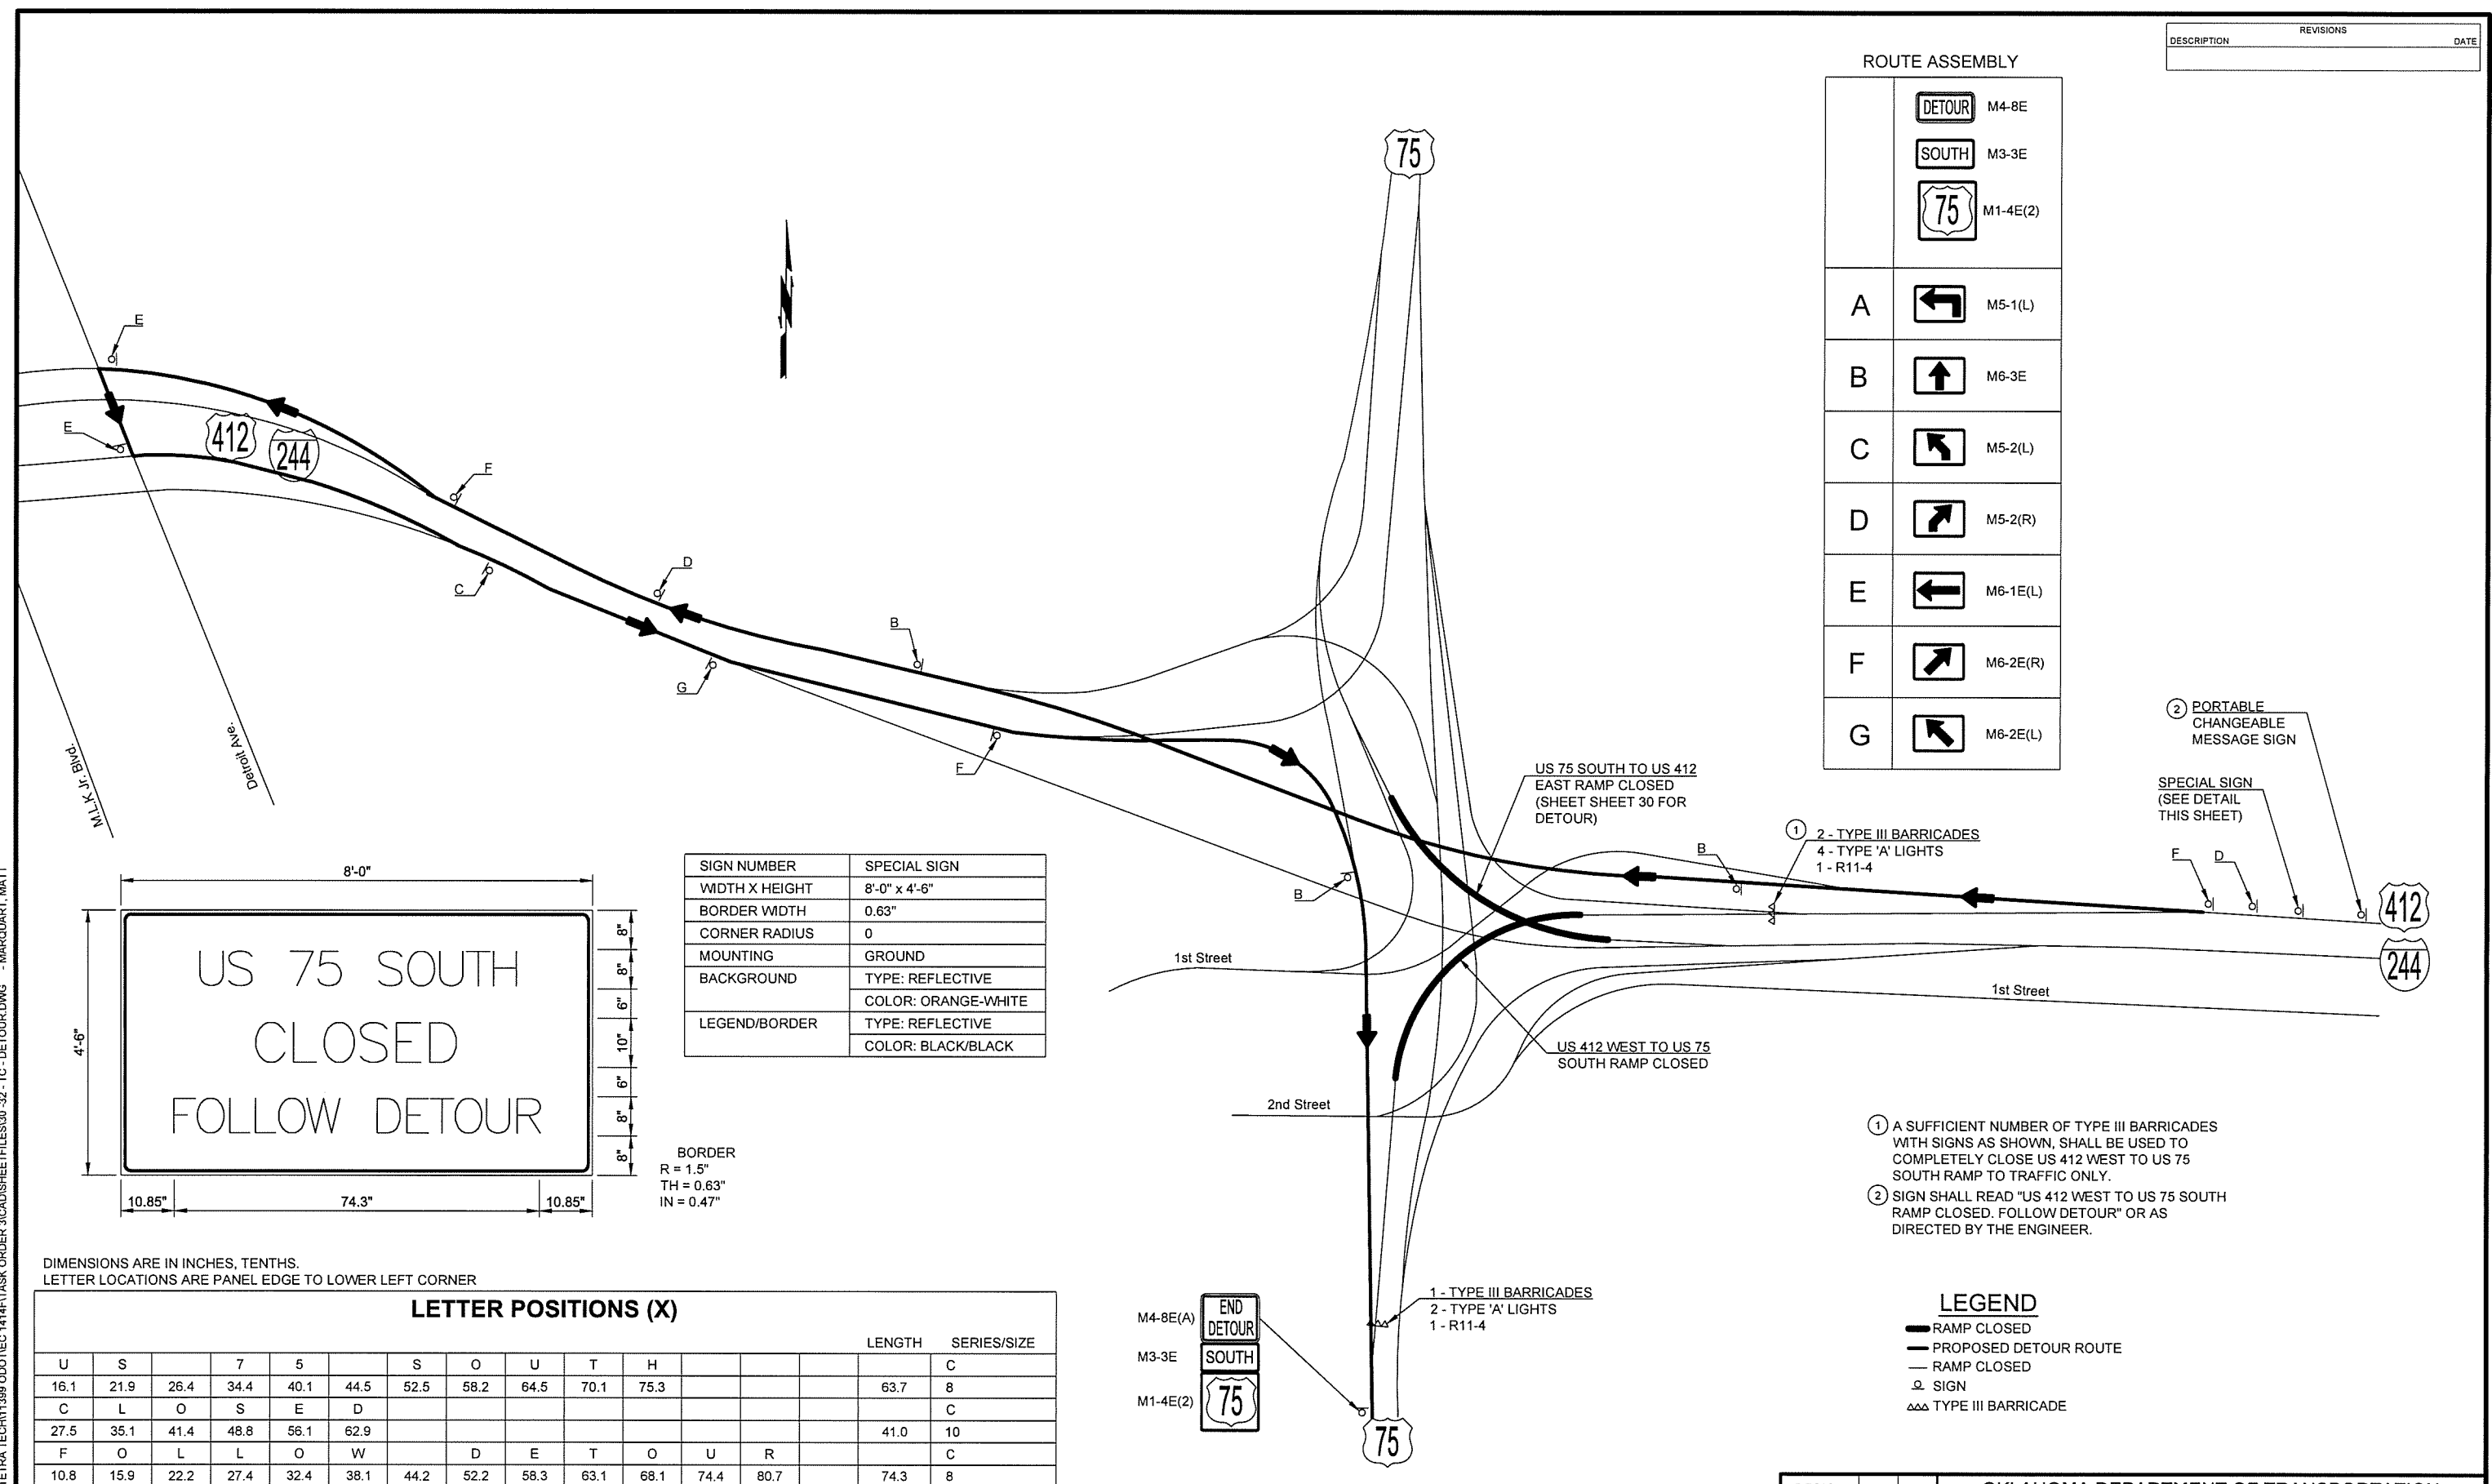 REVISIONS
DESCRIPTION DATE
ROUTE ASSEMBLY
DETOUR M4-8E
SOUTH M3-3E
75 M1-4E(2)
A M5-1(L)
B M6-3E
C M5-2(L)
D M5-2(R)
E M6-1E(L)
F M6-2E(R)
G M6-2E(L)
75
N
E
E
412
244
F
C
D
G
B
F
M.L.K. Jr. Blvd.
Detroit Ave.
2 PORTABLE
CHANGEABLE
MESSAGE SIGN
SPECIAL SIGN
(SEE DETAIL
THIS SHEET)
US 75 SOUTH TO US 412
EAST RAMP CLOSED
(SHEET SHEET 30 FOR
DETOUR)
1 2 - TYPE III BARRICADES
4 - TYPE 'A' LIGHTS
1 - R11-4
B
B
F
D
412
244
1st Street
1st Street
2nd Street
US 412 WEST TO US 75
SOUTH RAMP CLOSED
8'-0"
4'-6"
US 75 SOUTH
CLOSED
FOLLOW DETOUR
8"
8"
6"
10"
6"
8"
8"
10.85" 74.3" 10.85"
BORDER
R = 1.5"
TH = 0.63"
IN = 0.47"
SIGN NUMBER SPECIAL SIGN
WIDTH X HEIGHT 8'-0" x 4'-6"
BORDER WIDTH 0.63"
CORNER RADIUS 0
MOUNTING GROUND
BACKGROUND TYPE: REFLECTIVE
COLOR: ORANGE-WHITE
LEGEND/BORDER TYPE: REFLECTIVE
COLOR: BLACK/BLACK
1 A SUFFICIENT NUMBER OF TYPE III BARRICADES
WITH SIGNS AS SHOWN, SHALL BE USED TO
COMPLETELY CLOSE US 412 WEST TO US 75
SOUTH RAMP TO TRAFFIC ONLY.
2 SIGN SHALL READ "US 412 WEST TO US 75 SOUTH
RAMP CLOSED. FOLLOW DETOUR" OR AS
DIRECTED BY THE ENGINEER.
DIMENSIONS ARE IN INCHES, TENTHS.
LETTER LOCATIONS ARE PANEL EDGE TO LOWER LEFT CORNER
LETTER POSITIONS (X)
LENGTH SERIES/SIZE
U S 7 5 S O U T H C
16.1 21.9 26.4 34.4 40.1 44.5 52.5 58.2 64.5 70.1 75.3 63.7 8
C L O S E D C
27.5 35.1 41.4 48.8 56.1 62.9 41.0 10
F O L L O W D E T O U R C
10.8 15.9 22.2 27.4 32.4 38.1 44.2 52.2 58.3 63.1 68.1 74.4 80.7 74.3 8
1 - TYPE III BARRICADES
2 - TYPE 'A' LIGHTS
1 - R11-4
M4-8E(A) END
DETOUR
M3-3E SOUTH
M1-4E(2) 75
75
LEGEND
RAMP CLOSED
PROPOSED DETOUR ROUTE
RAMP CLOSED
SIGN
TYPE III BARRICADE